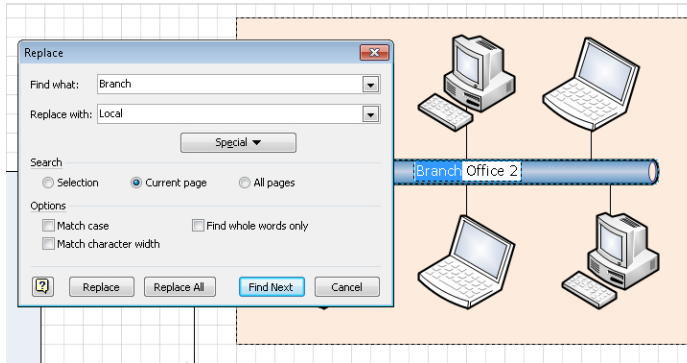 Replace
Find what: Branch
Replace with: Local
Special
Search
Selection Current page All pages
Options
Match case Find whole words only
Match character width
Replace Replace All Find Next Cancel
Branch Office 2